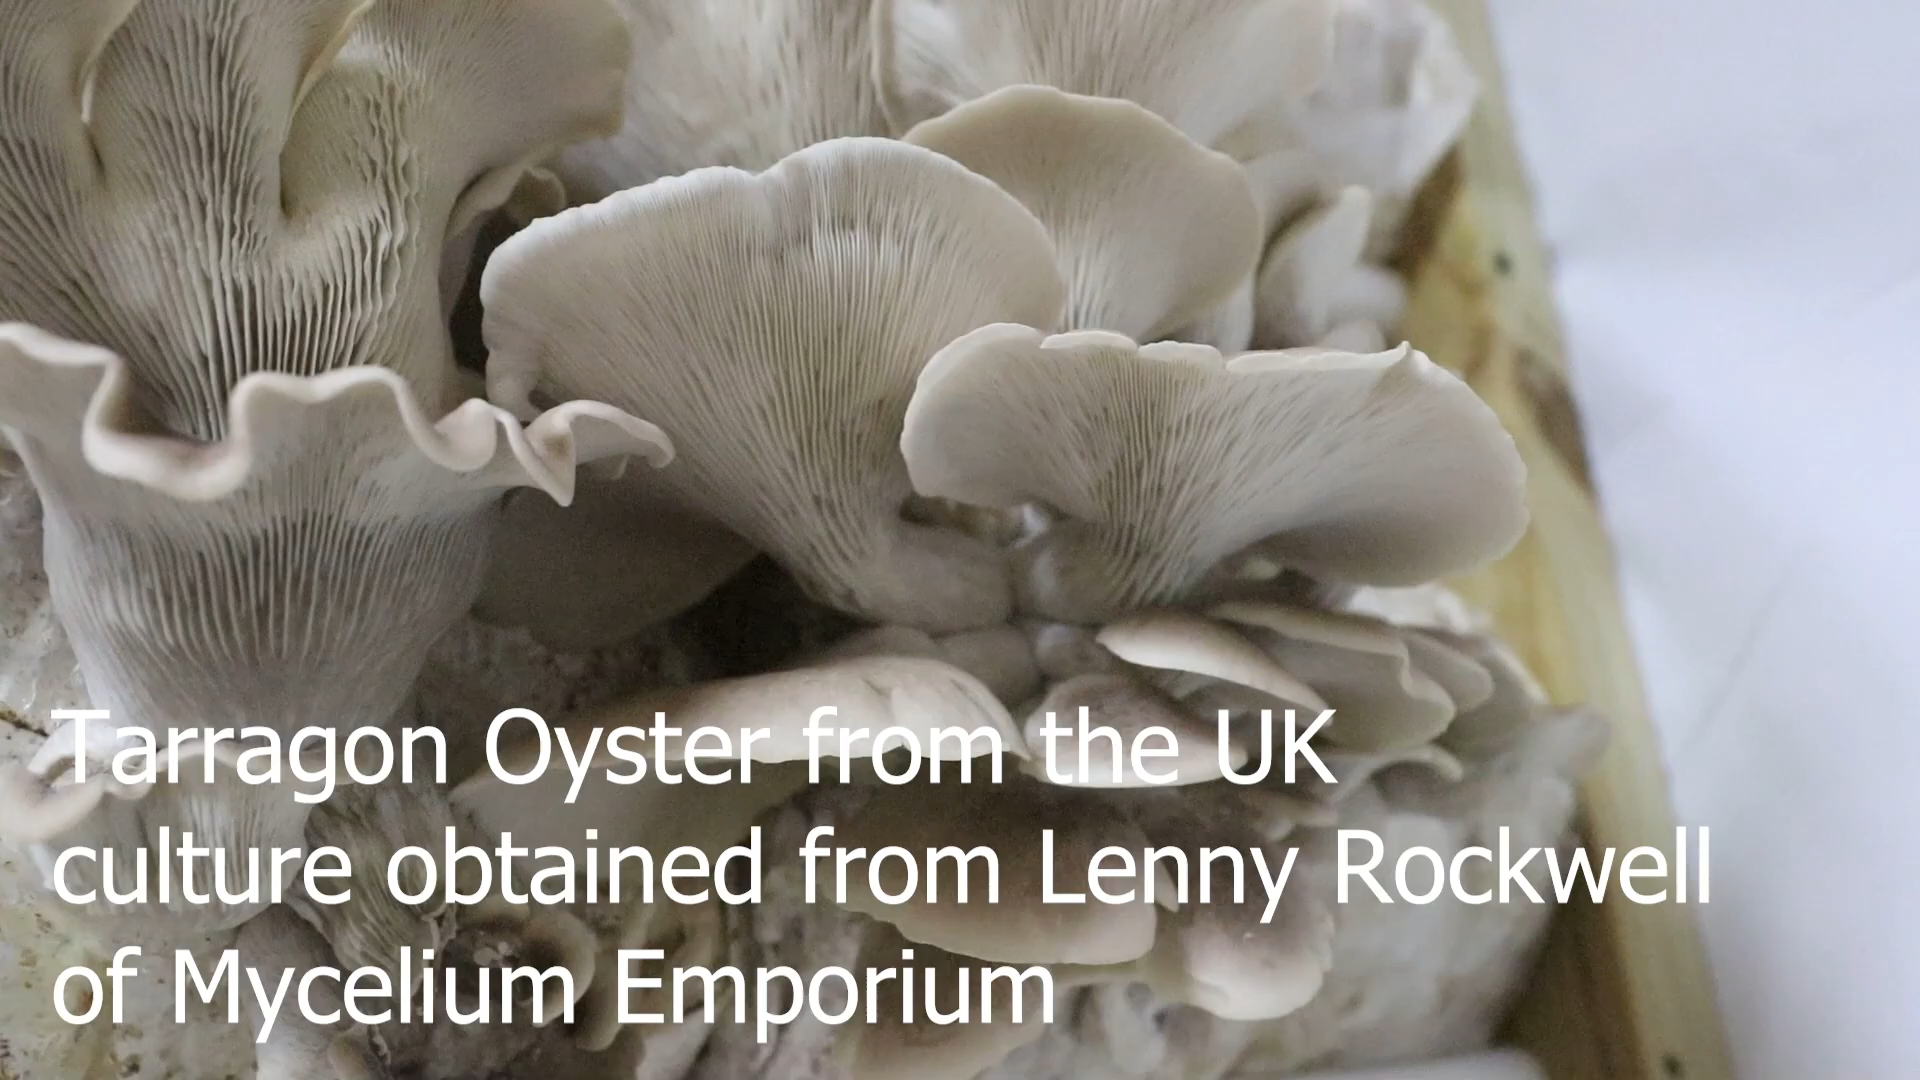 Tarragon Oyster from the UK
culture obtained from Lenny Rockwell
of Mycelium Emporium